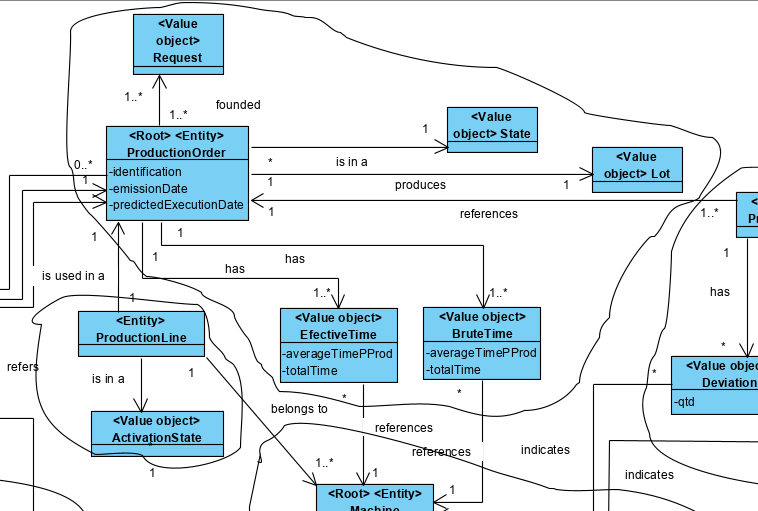 <Value
object>
Request
1..*
1..*
founded
<Root> <Entity>
ProductionOrder
-identification
-emissionDate
-predictedExecutionDate
0..*
1
<Value
object> State
1
*
is in a
<Value
object> Lot
1
produces
1
1
references
1..*
1
is used in a
1
1
has
1..*
1
has
1..*
1
has
*
<Entity>
ProductionLine
<Value object>
EfectiveTime
-averageTimePProd
-totalTime
<Value object>
BruteTime
-averageTimePProd
-totalTime
refers
is in a
1
*
*
*
Deviation
-qtd
<Value object>
ActivationState
*
1
belongs to
1..*
references
1
references
1
indicates
indicates
<Root> <Entity>
Machine